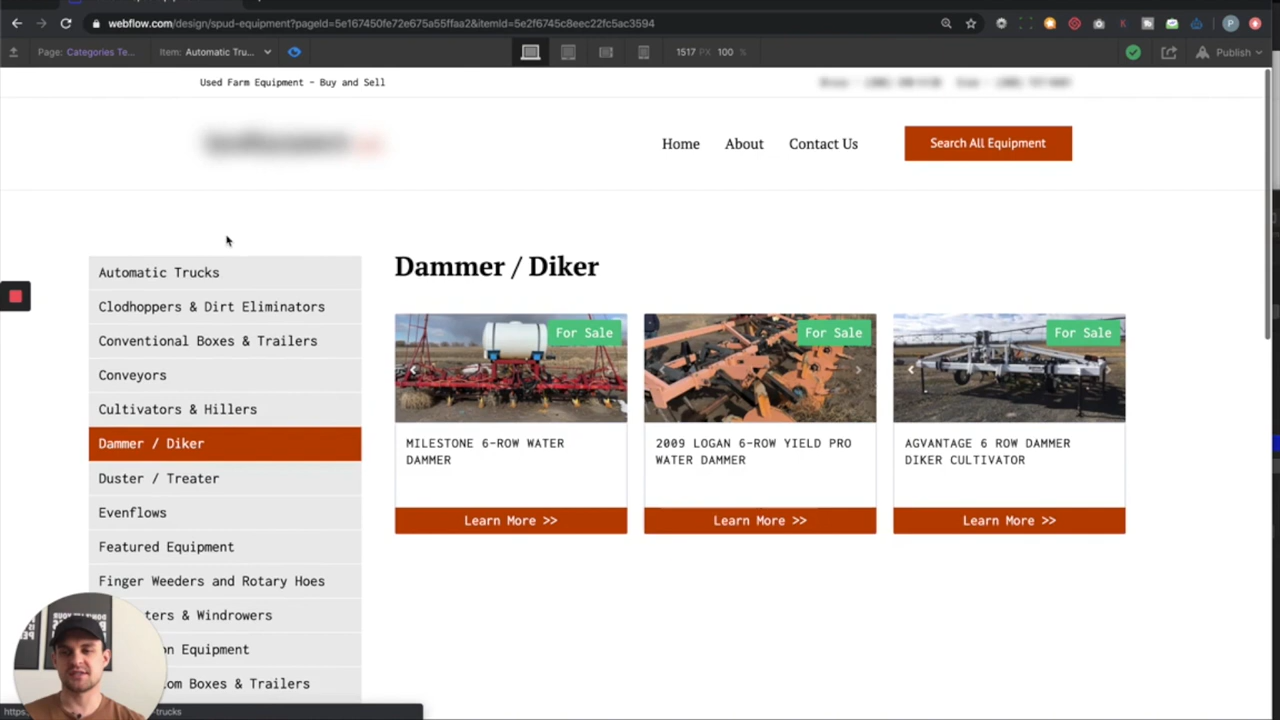 webflow.com/design/spud-equipment?pageId=5e167450fe72e675a55ffaa2&itemId=5e2f6745c8eec22fc5ac3594
Page: Categories Te... Item: Automatic Tru... 1517 PX 100 % Publish
Used Farm Equipment - Buy and Sell
Home About Contact Us Search All Equipment
Automatic Trucks
Clodhoppers & Dirt Eliminators
Conventional Boxes & Trailers
Conveyors
Cultivators & Hillers
Dammer / Diker
Duster / Treater
Evenflows
Featured Equipment
Finger Weeders and Rotary Hoes
& Windrowers
Equipment
Boxes & Trailers
Dammer / Diker
For Sale
MILESTONE 6-ROW WATER
DAMMER
Learn More >>
For Sale
2009 LOGAN 6-ROW YIELD PRO
WATER DAMMER
Learn More >>
For Sale
AGVANTAGE 6 ROW DAMMER
DIKER CULTIVATOR
Learn More >>